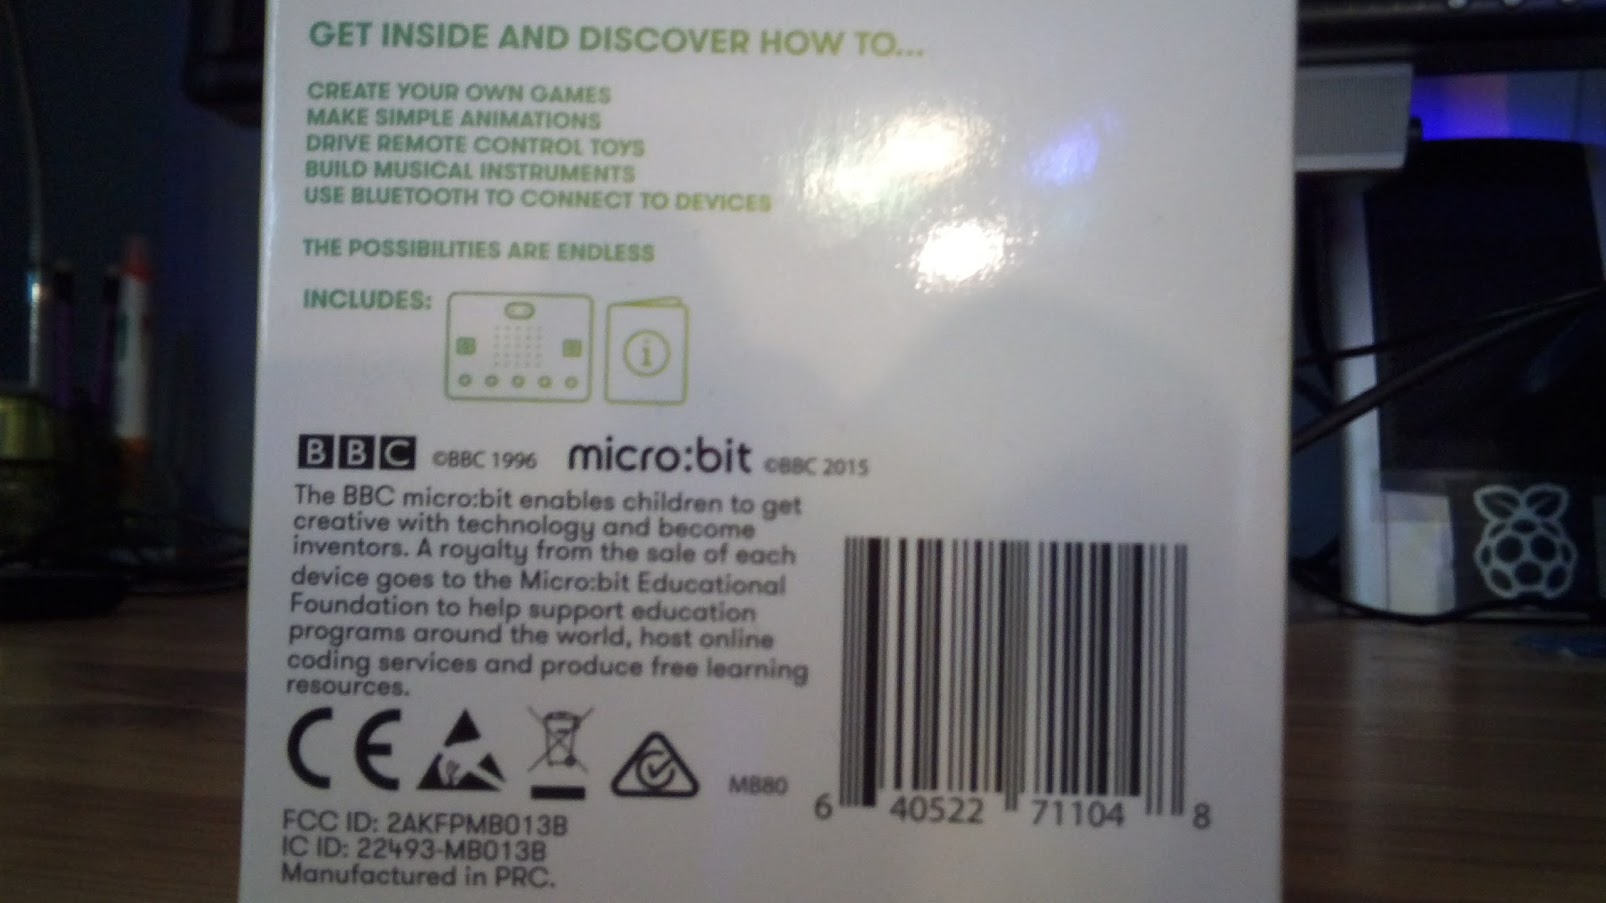 GET INSIDE AND DISCOVER HOW TO...
CREATE YOUR OWN GAMES
MAKE SIMPLE ANIMATIONS
DRIVE REMOTE CONTROL TOYS
BUILD MUSICAL INSTRUMENTS
USE BLUETOOTH TO CONNECT TO DEVICES
THE POSSIBILITIES ARE ENDLESS
INCLUDES:
i
BBC ©BBC 1996 micro:bit ©BBC 2015
The BBC micro:bit enables children to get
creative with technology and become
inventors. A royalty from the sale of each
device goes to the Micro:bit Educational
Foundation to help support education
programs around the world, host online
coding services and produce free learning
resources.
CE
MB80
6 40522 71104 8
FCC ID: 2AKFPMB013B
IC ID: 22493-MB013B
Manufactured in PRC.